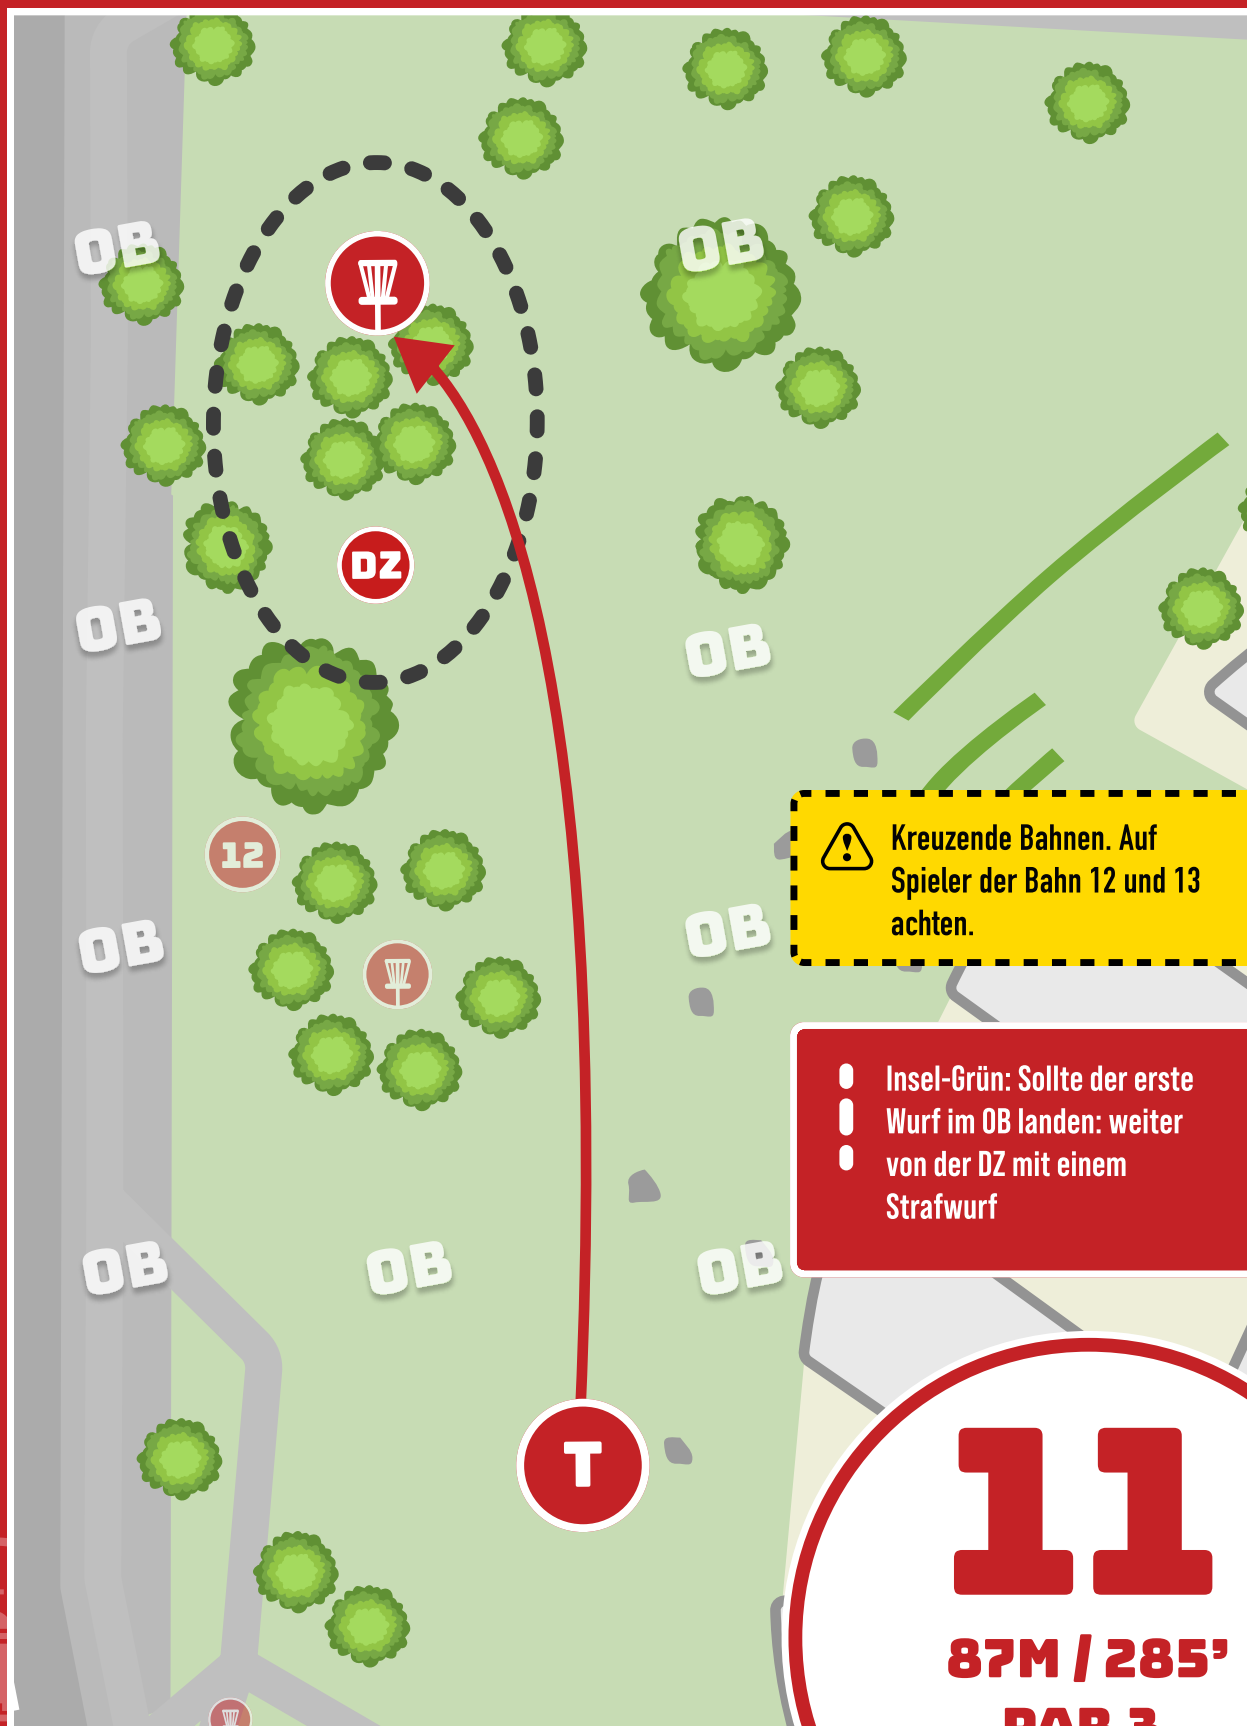 OB
OB
DZ
OB
OB
12
Kreuzende Bahnen. Auf
Spieler der Bahn 12 und 13
achten.
OB
OB
Insel-Grün: Sollte der erste
Wurf im OB landen: weiter
von der DZ mit einem
Strafwurf
OB
OB
OB
T
11
87M / 285’
PAR 3